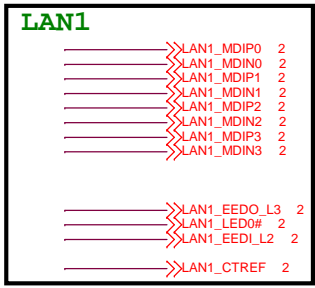 LAN1
LAN1_MDIP0 2
LAN1_MDIN0 2
LAN1_MDIP1 2
LAN1_MDIN1 2
LAN1_MDIP2 2
LAN1_MDIN2 2
LAN1_MDIP3 2
LAN1_MDIN3 2
LAN1_EEDO_L3 2
LAN1_LED0# 2
LAN1_EEDI_L2 2
LAN1_CTREF 2